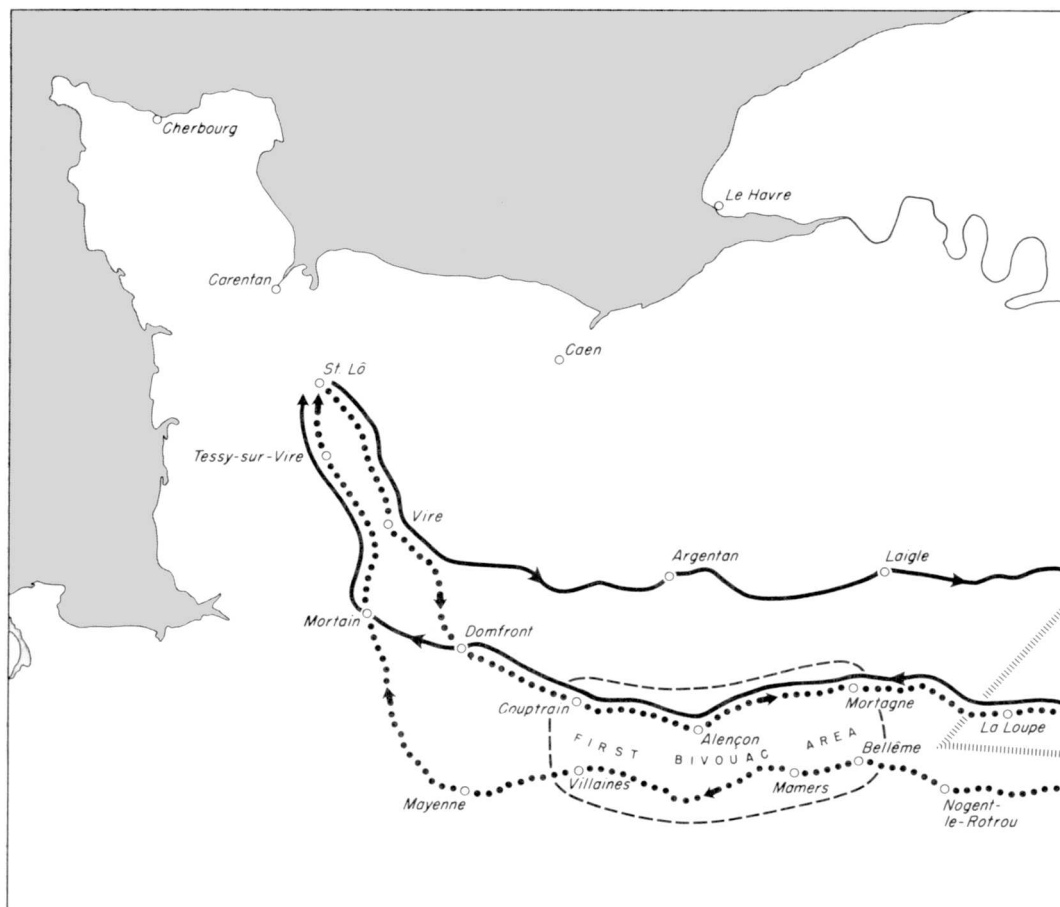 Cherbourg
Le Havre
Carentan
Caen
St. Lô
Tessy-sur-Vire
Vire
Argentan
Laigle
Mortain
Domfront
Couptrain
Mortagne
La Loupe
Alençon
FIRST BIVOUAC AREA
Bellême
Villaines
Mamers
Mayenne
Nogent-
le-Rotrou